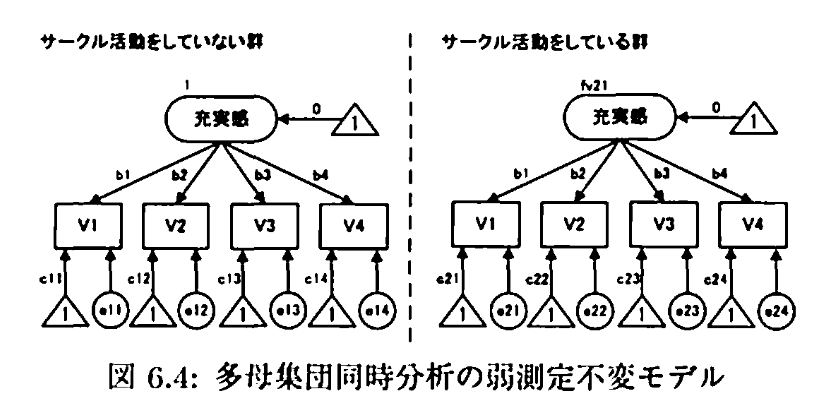 サークル活動をしていない群
サークル活動をしている群
1
充実感
0
1
fv21
充実感
0
1
b1
b2
b3
b4
b1
b2
b3
b4
V1
V2
V3
V4
V1
V2
V3
V4
c11
c12
c13
c14
c21
c22
c23
c24
1
e11
1
e12
1
e13
1
e14
1
e21
1
e22
1
e23
1
e24
図 6.4: 多母集団同時分析の弱測定不変モデル